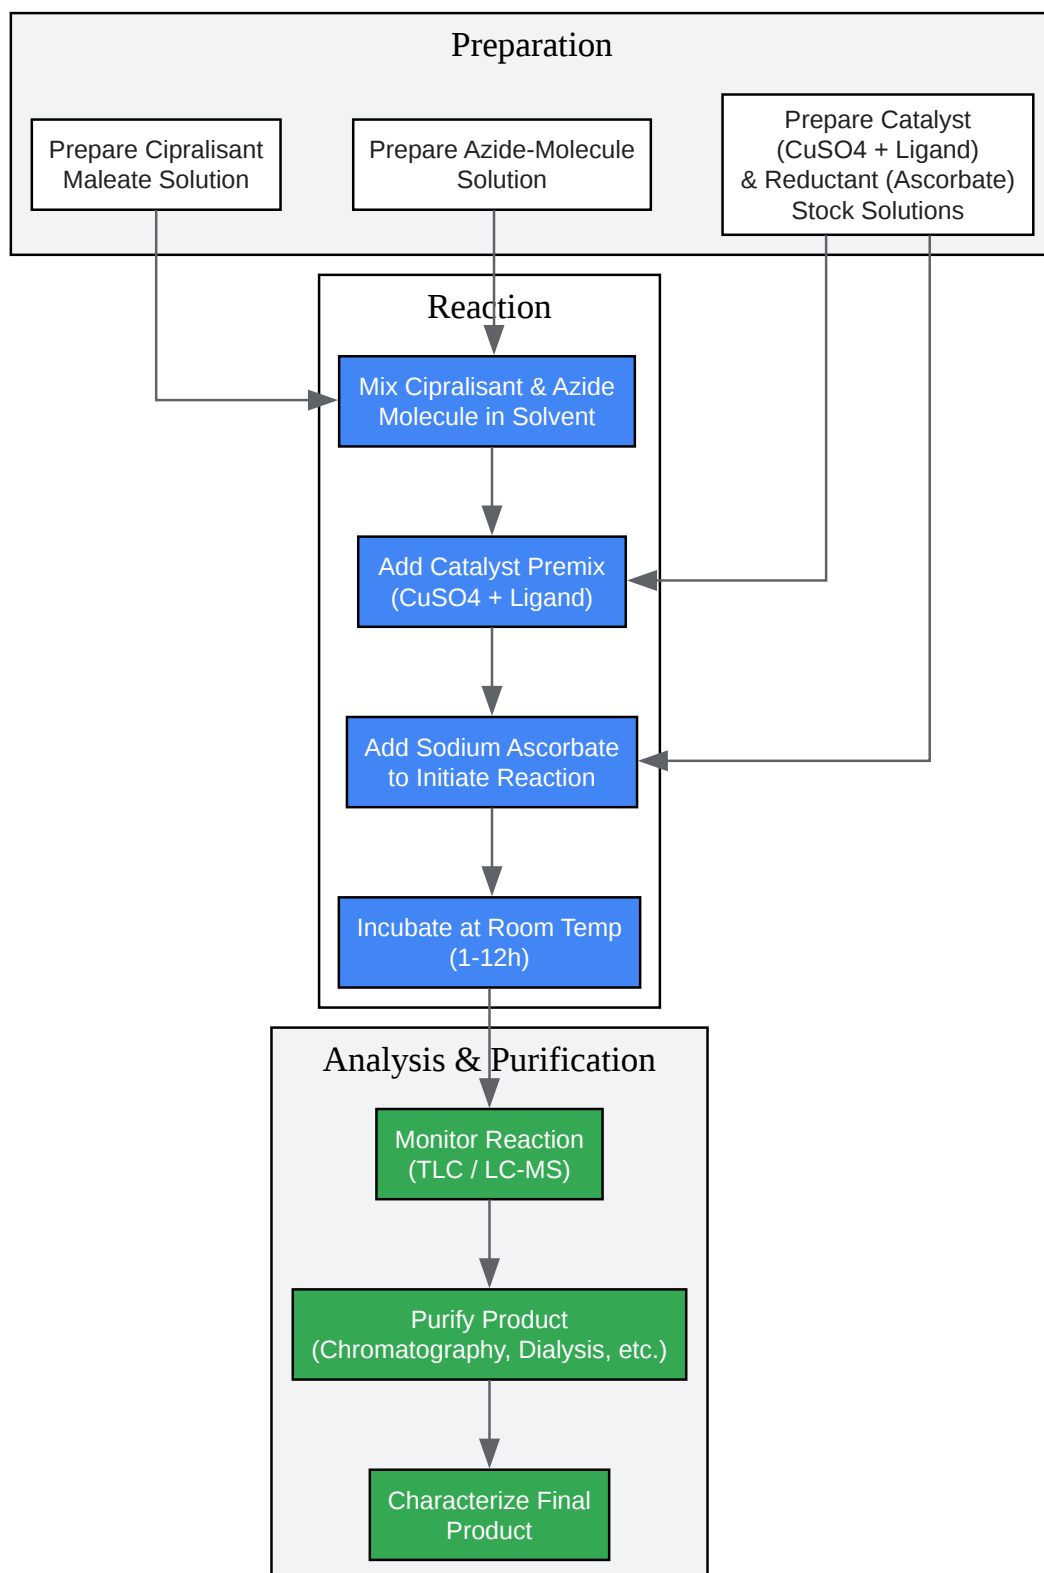 Preparation
Prepare Cipralisant
Maleate Solution
Prepare Azide-Molecule
Solution
Prepare Catalyst
(CuSO4 + Ligand)
& Reductant (Ascorbate)
Stock Solutions
Reaction
Mix Cipralisant & Azide
Molecule in Solvent
Add Catalyst Premix
(CuSO4 + Ligand)
Add Sodium Ascorbate
to Initiate Reaction
Incubate at Room Temp
(1-12h)
Analysis & Purification
Monitor Reaction
(TLC / LC-MS)
Purify Product
(Chromatography, Dialysis, etc.)
Characterize Final
Product